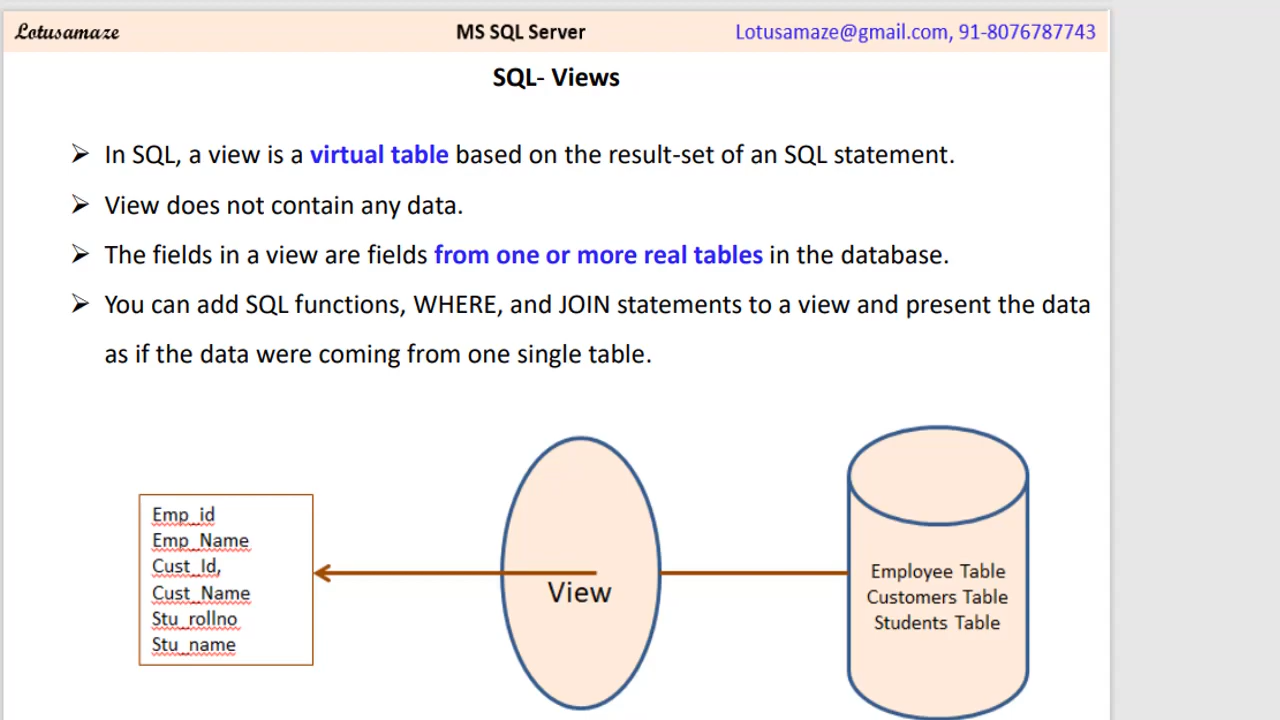 Lotusamaze
MS SQL Server
Lotusamaze@gmail.com, 91-8076787743
SQL- Views
In SQL, a view is a virtual table based on the result-set of an SQL statement.
View does not contain any data.
The fields in a view are fields from one or more real tables in the database.
You can add SQL functions, WHERE, and JOIN statements to a view and present the data
as if the data were coming from one single table.
Emp_id
Emp_Name
Cust_Id,
Cust_Name
Stu_rollno
Stu_name
View
Employee Table
Customers Table
Students Table